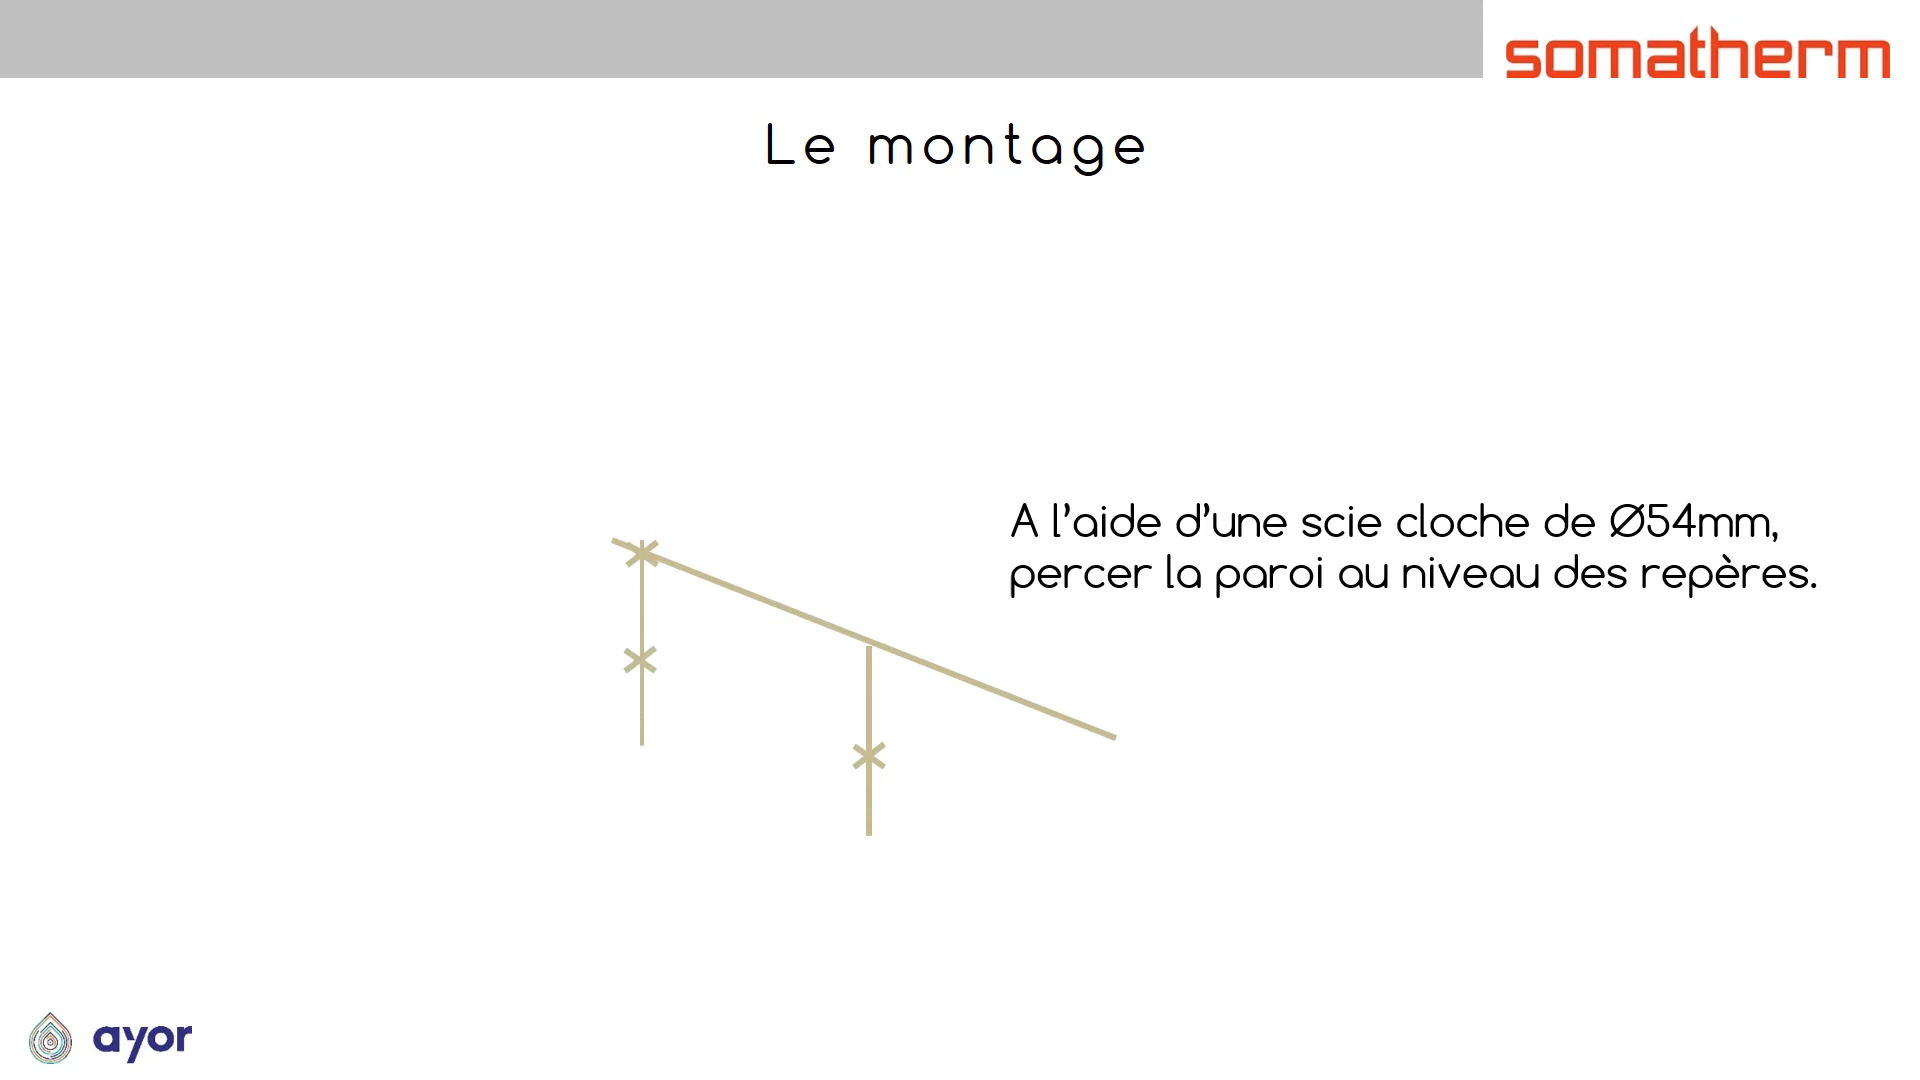 somatherm
Le montage
A l’aide d’une scie cloche de Ø54mm,
percer la paroi au niveau des repères.
ayor